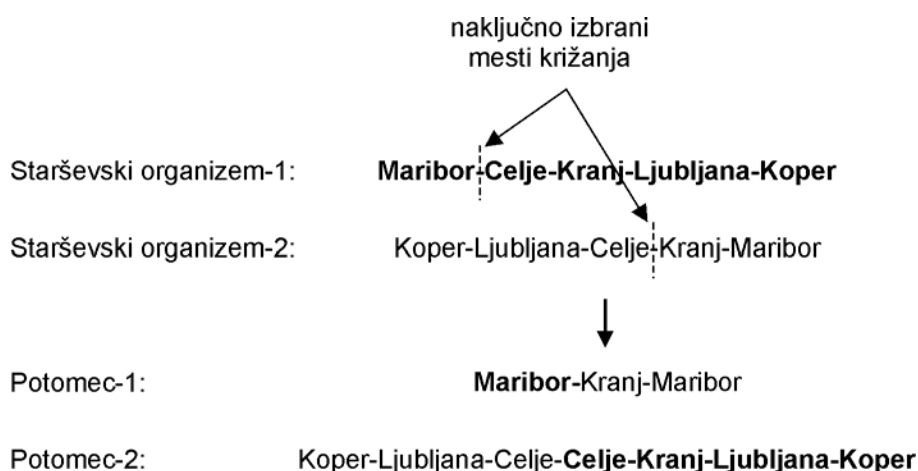 naključno izbrani
mesti križanja
Starševski organizem-1: Maribor-Celje-Kranj-Ljubljana-Koper
Starševski organizem-2: Koper-Ljubljana-Celje-Kranj-Maribor
Potomec-1: Maribor-Kranj-Maribor
Potomec-2: Koper-Ljubljana-Celje-Celje-Kranj-Ljubljana-Koper